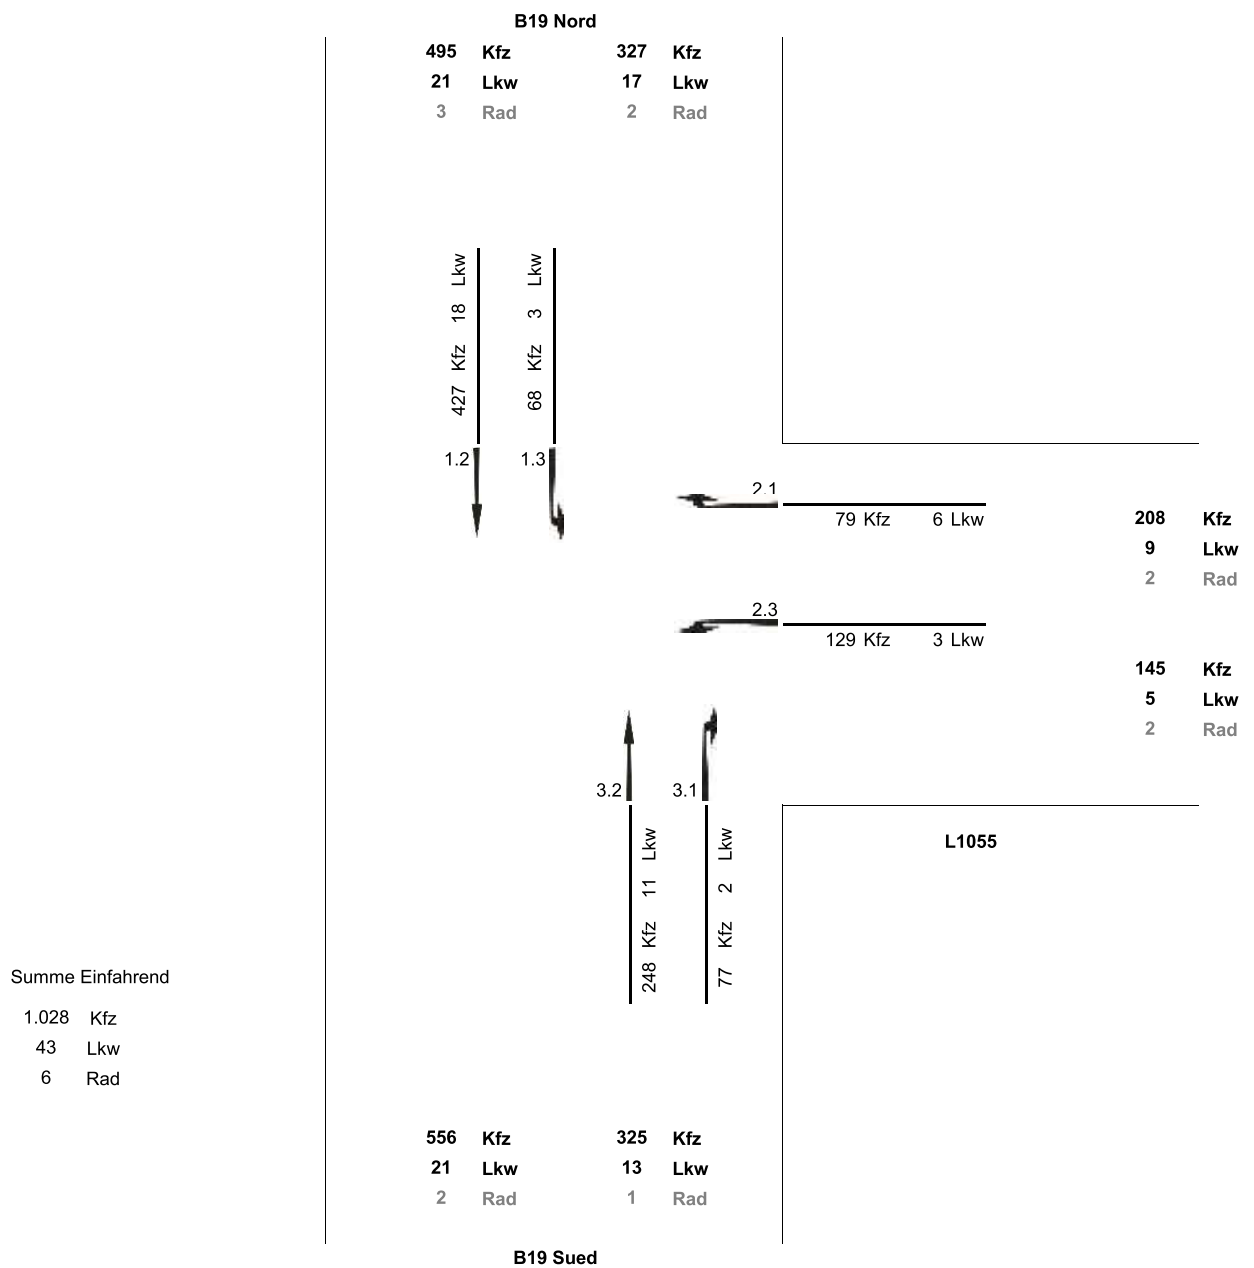 B19 Nord
495 Kfz 327 Kfz
21 Lkw 17 Lkw
3 Rad 2 Rad
427 Kfz 18 Lkw
68 Kfz 3 Lkw
1.2 1.3
2.1
79 Kfz 6 Lkw
208 Kfz
9 Lkw
2 Rad
2.3
129 Kfz 3 Lkw
145 Kfz
5 Lkw
2 Rad
3.2 3.1
248 Kfz 11 Lkw
77 Kfz 2 Lkw
L1055
Summe Einfahrend
1.028 Kfz
43 Lkw
6 Rad
556 Kfz 325 Kfz
21 Lkw 13 Lkw
2 Rad 1 Rad
B19 Sued